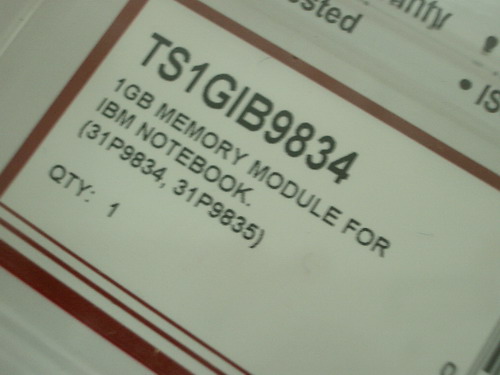 TS1GIB9834
1GB MEMORY MODULE FOR
IBM NOTEBOOK.
(31P9834, 31P9835)
QTY: 1